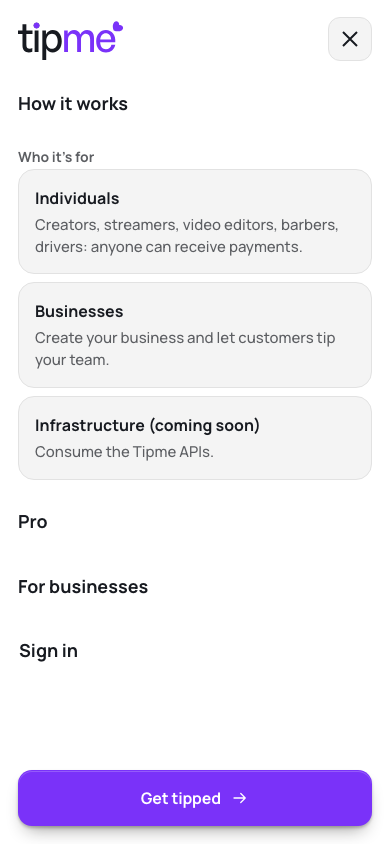 tipme
How it works
Who it's for
Individuals
Creators, streamers, video editors, barbers,
drivers: anyone can receive payments.
Businesses
Create your business and let customers tip
your team.
Infrastructure (coming soon)
Consume the Tipme APIs.
Pro
For businesses
Sign in
Get tipped →